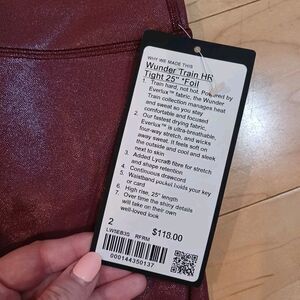 WHY WE MADE THIS
Wunder Train HR
Tight 25" *Foil
1. Train hard, not hot. Powered by
Everlux™ fabric, the Wunder
Train collection manages heat
and sweat so you stay
comfortable and focused
2. Our fastest drying fabric,
Everlux™ is ultra-breathable,
four-way stretch, and wicks
away sweat. It feels soft on
the outside and cool and sleek
next to skin
3. Added Lycra® fibre for stretch
and shape retention
4. Continuous drawcord
5. Waistband pocket holds your key
or card
6. High rise, 25" length
7. Over time the shiny details
will take on their own
well-loved look
2
$118.00
LW5EB3S RFRM
000144350137